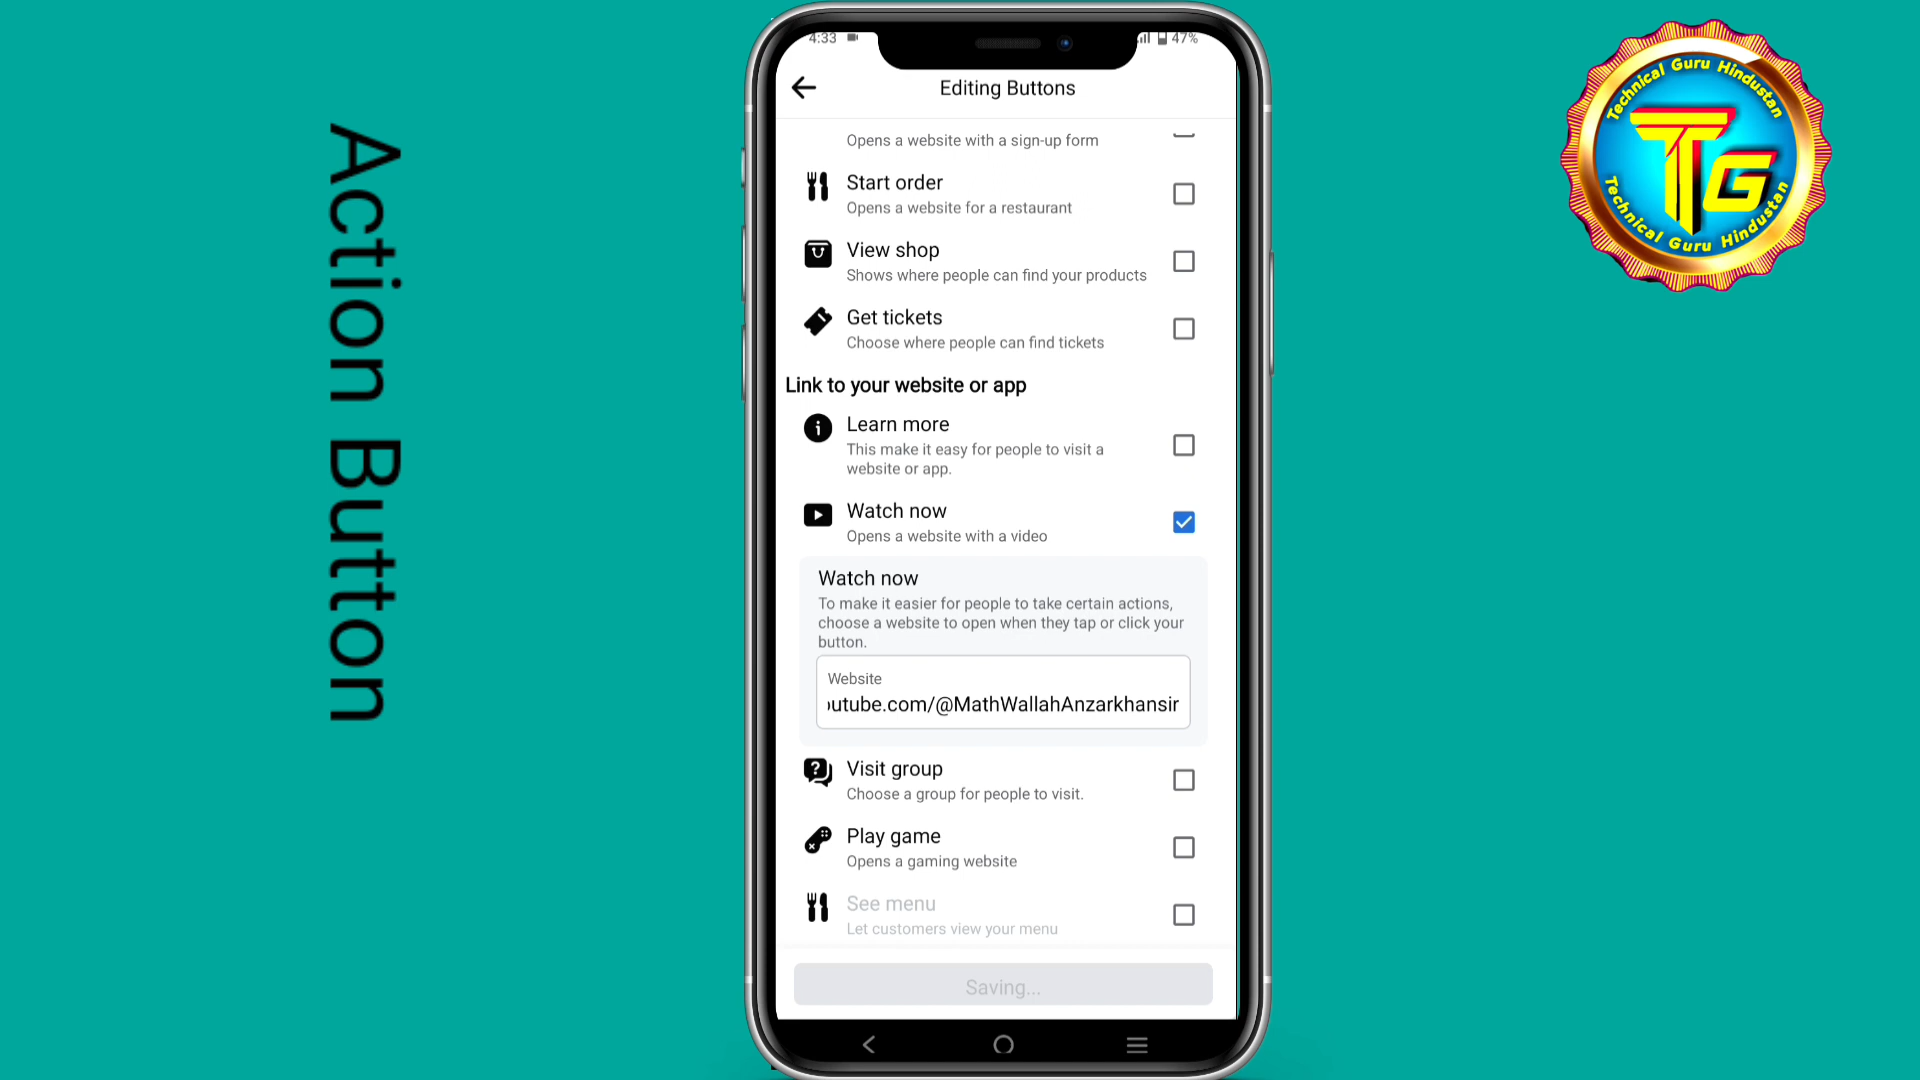 Action Button
4:33
47%
Editing Buttons
Opens a website with a sign-up form
Start order
Opens a website for a restaurant
View shop
Shows where people can find your products
Get tickets
Choose where people can find tickets
Link to your website or app
Learn more
This make it easy for people to visit a
website or app.
Watch now
Opens a website with a video
Watch now
To make it easier for people to take certain actions,
choose a website to open when they tap or click your
button.
Website
outube.com/@MathWallahAnzarkhansir
Visit group
Choose a group for people to visit.
Play game
Opens a gaming website
See menu
Let customers view your menu
Saving...
Technical Guru Hindustan
TG
Technical Guru Hindustan